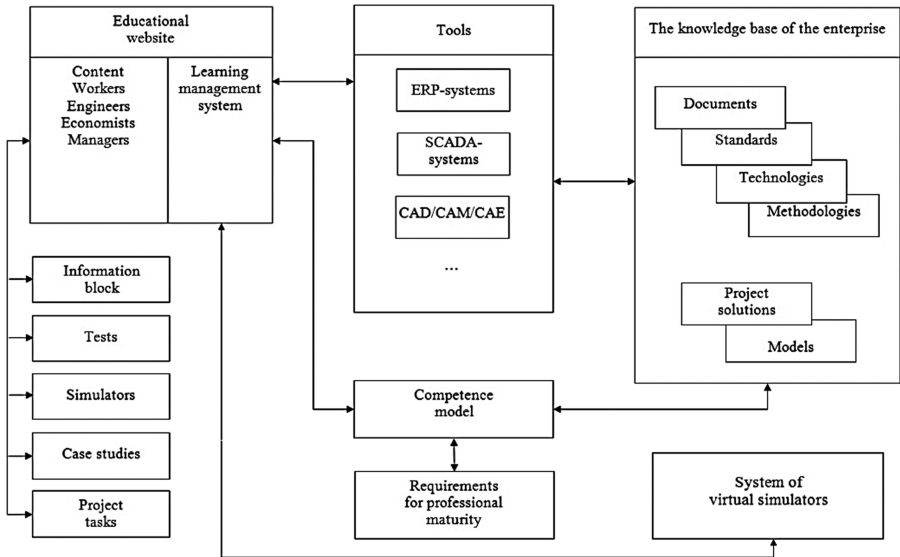 Educational
website
Content
Workers
Engineers
Economists
Managers
Learning
management
system
Information
block
Tests
Simulators
Case studies
Project
tasks
Tools
ERP-systems
SCADA-
systems
CAD/CAM/CAE
...
Competence
model
Requirements
for professional
maturity
The knowledge base of the enterprise
Documents
Standards
Technologies
Methodologies
Project
solutions
Models
System of
virtual simulators